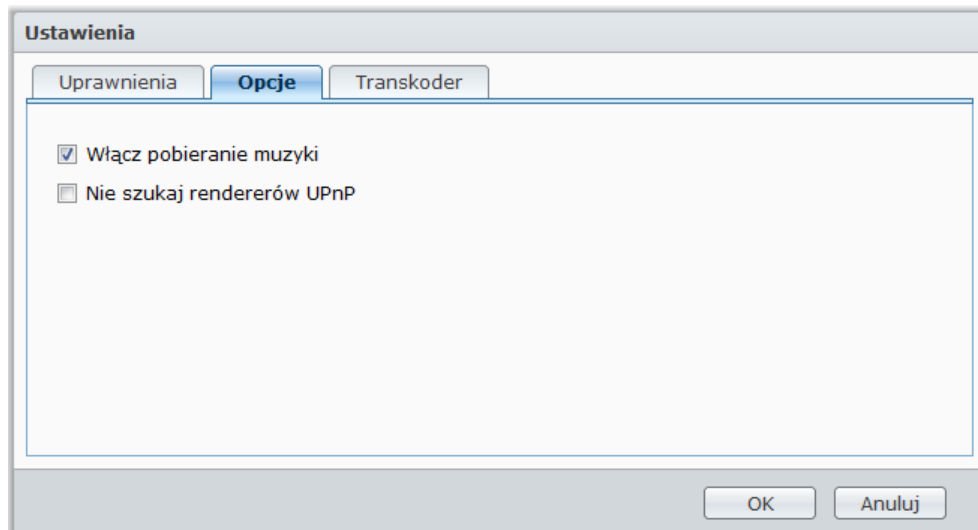 Ustawienia
Uprawnienia Opcje Transkoder
Włącz pobieranie muzyki
Nie szukaj rendererów UPnP
OK Anuluj